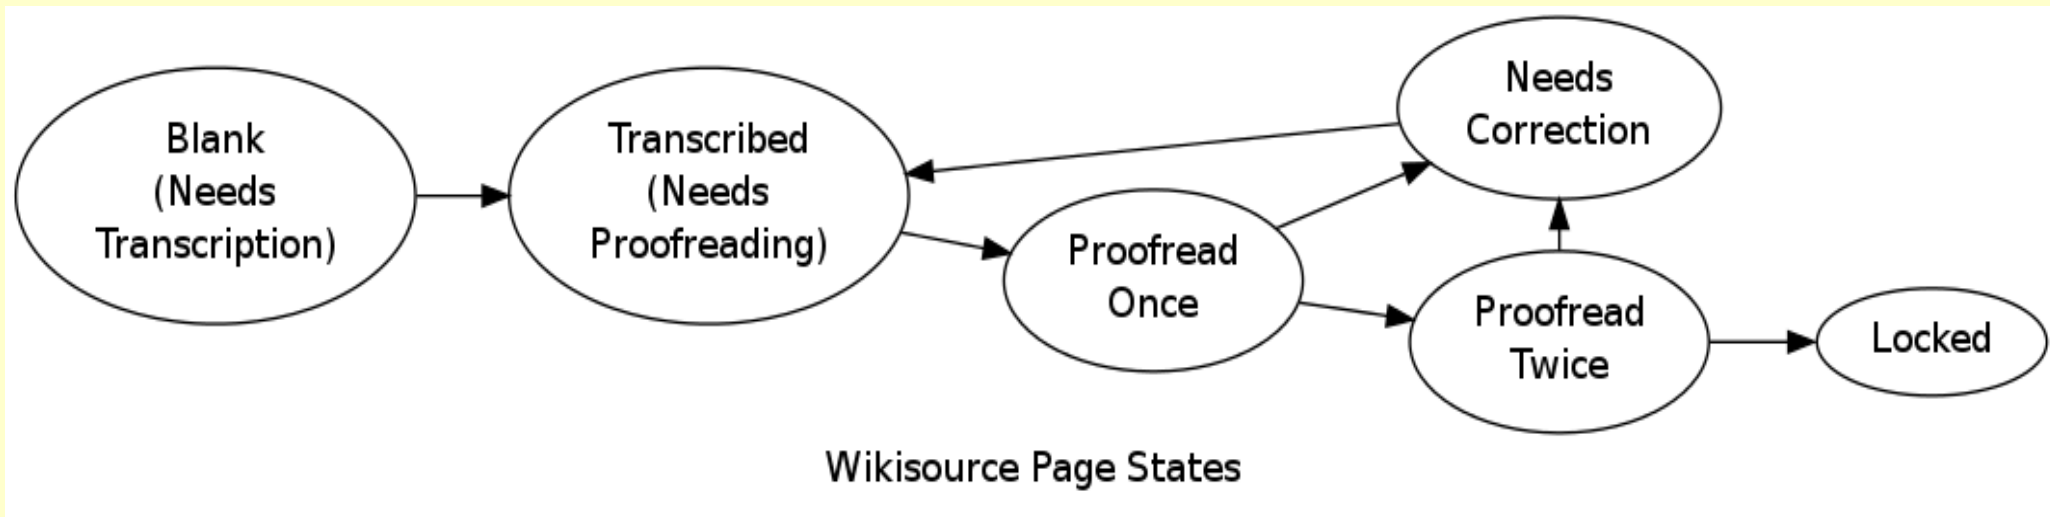 Blank
(Needs
Transcription)
Transcribed
(Needs
Proofreading)
Proofread
Once
Needs
Correction
Proofread
Twice
Locked
Wikisource Page States